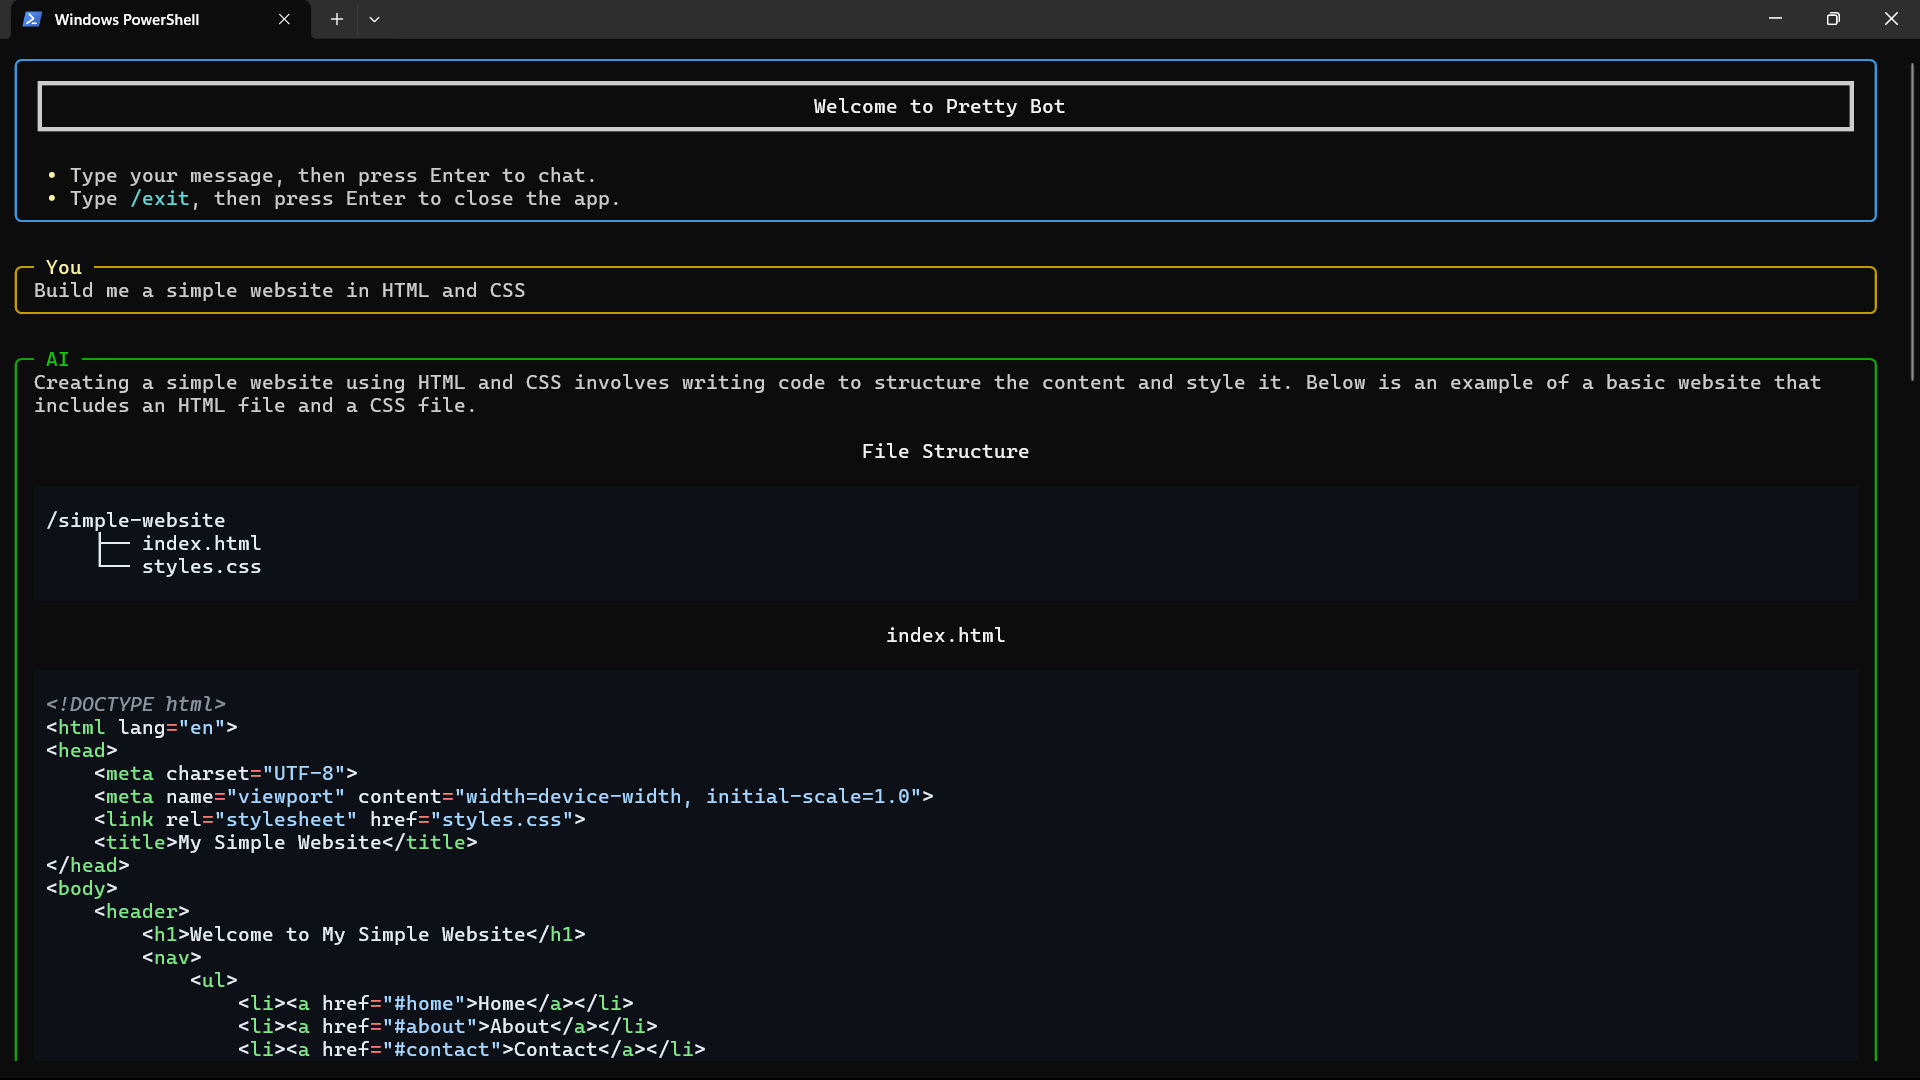 Windows PowerShell
Welcome to Pretty Bot
• Type your message, then press Enter to chat.
• Type /exit, then press Enter to close the app.
You
Build me a simple website in HTML and CSS
AI
Creating a simple website using HTML and CSS involves writing code to structure the content and style it. Below is an example of a basic website that
includes an HTML file and a CSS file.
File Structure
/simple-website
    ├── index.html
    └── styles.css
index.html
<!DOCTYPE html>
<html lang="en">
<head>
    <meta charset="UTF-8">
    <meta name="viewport" content="width=device-width, initial-scale=1.0">
    <link rel="stylesheet" href="styles.css">
    <title>My Simple Website</title>
</head>
<body>
    <header>
        <h1>Welcome to My Simple Website</h1>
        <nav>
            <ul>
                <li><a href="#home">Home</a></li>
                <li><a href="#about">About</a></li>
                <li><a href="#contact">Contact</a></li>